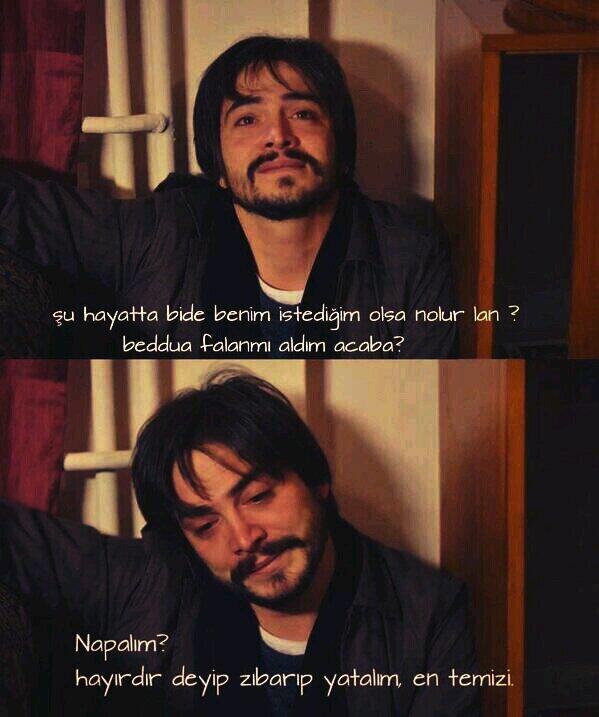 şu hayatta bide benim istediğim olsa nolur lan ?
beddua falanmı aldım acaba?
Napalım?
hayırdır deyip zıbarıp yatalım, en temizi.